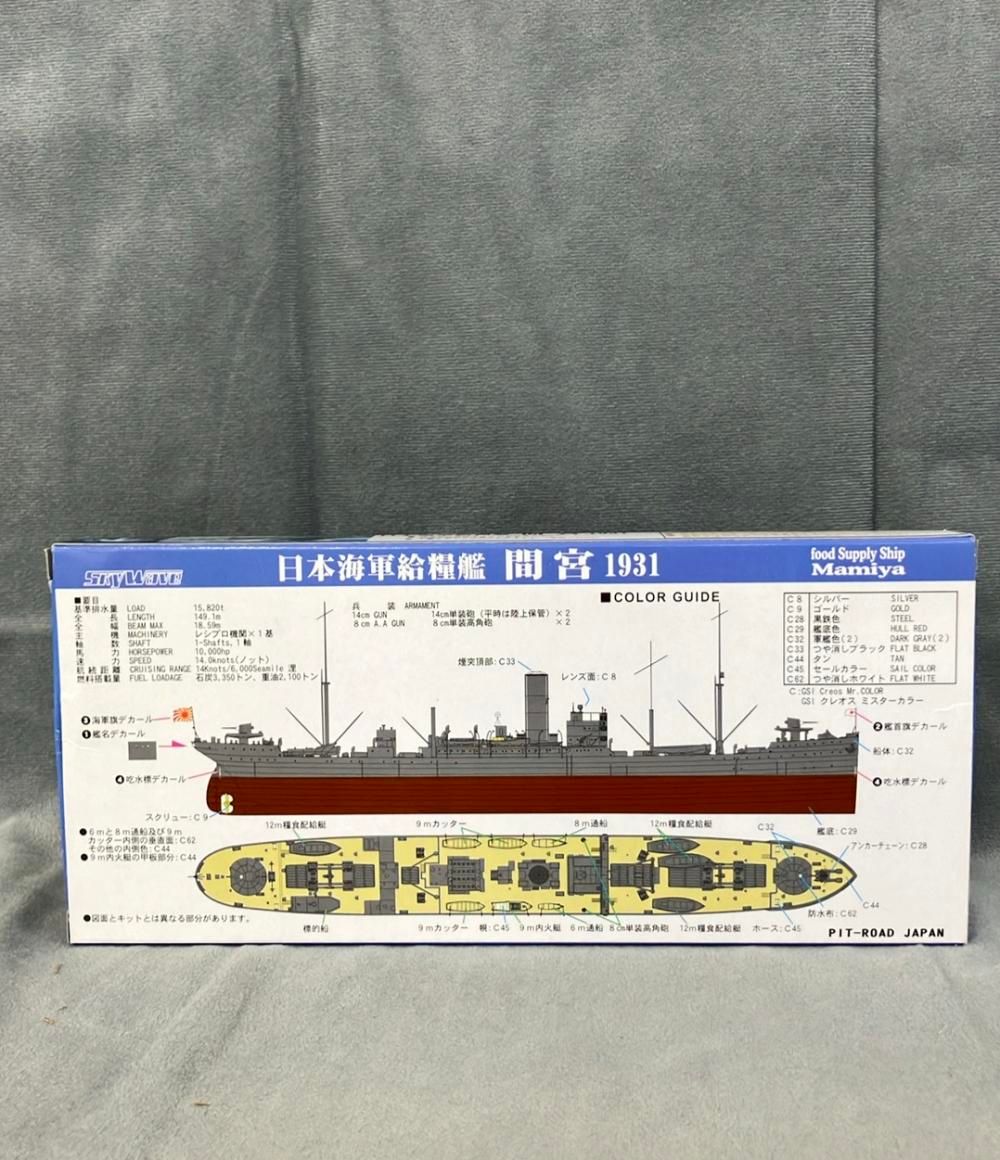 SKYWAVE
日本海軍給糧艦 間宮 1931
food Supply Ship
Mamiya
■要目
基準排水量 LOAD 15,820t
全長 LENGTH 149.1m
全幅 BEAM MAX 18.59m
主機 MACHINERY レシプロ機関×1基
軸数 SHAFT 1-Shafts,1軸
馬力 HORSEPOWER 10,000hp
速力 SPEED 14.0knots(ノット)
航続距離 CRUISING RANGE 14Knots/6,000Seamile 浬
燃料搭載量 FUEL LOADAGE 石炭3,350トン、重油2,100トン
兵装 ARMAMENT
14cm GUN 14cm単装砲(平時は陸上保管)×2
8cm A.A GUN 8cm単装高角砲 ×2
■COLOR GUIDE
C8 シルバー SILVER
C9 ゴールド GOLD
C28 黒鉄色 STEEL
C29 艦底色 HULL RED
C32 軍艦色(2) DARK GRAY(2)
C33 つや消しブラック FLAT BLACK
C44 タン TAN
C45 セールカラー SAIL COLOR
C62 つや消しホワイト FLAT WHITE
C:GSI Creos Mr.COLOR
GSI クレオス ミスターカラー
煙突頂部:C33
レンズ面:C8
❸海軍旗デカール
❶艦名デカール
❹吃水標デカール
スクリュー:C9
❷艦首旗デカール
船体:C32
❹吃水標デカール
艦底:C29
●6mと8m通船及び9m
カッター内側の垂直面:C62
その他の内側色:C44
●9m内火艇の甲板部分:C44
12m糧食配給艇
9mカッター
8m通船
12m糧食配給艇
C32
アンカーチェーン:C28
C44
防水布:C62
●図面とキットとは異なる部分があります。
標的船
9mカッター
幌:C45
9m内火艇
6m通船
8cm単装高角砲
12m糧食配給艇
ホース:C45
PIT-ROAD JAPAN